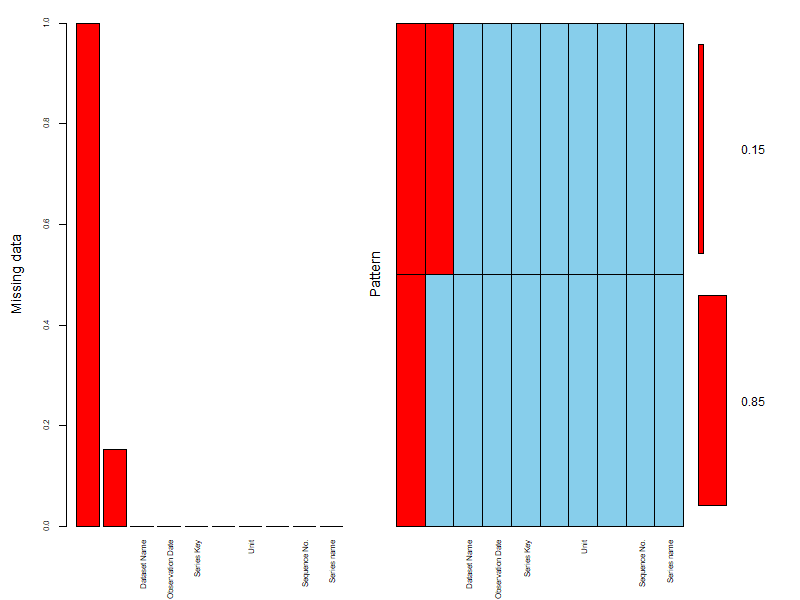 Missing data
1.0
0.8
0.6
0.4
0.2
0.0
Dataset Name
Observation Date
Series Key
Unit
Sequence No.
Series name
Pattern
Dataset Name
Observation Date
Series Key
Unit
Sequence No.
Series name
0.15
0.85